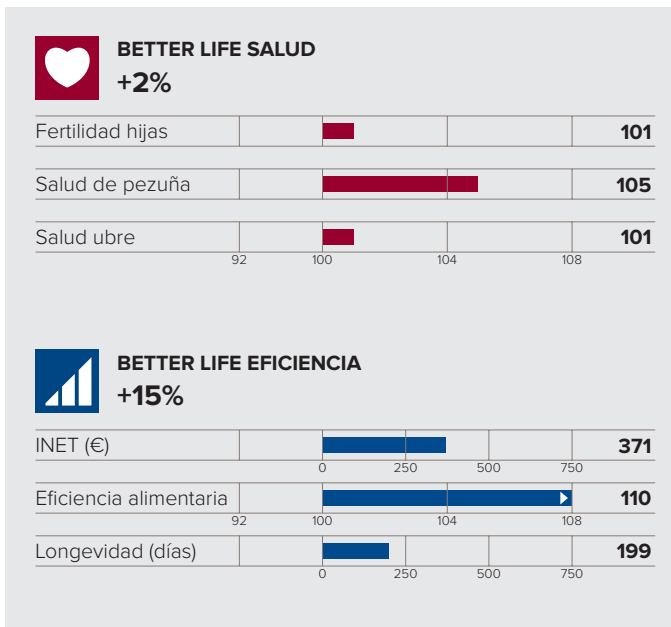 BETTER LIFE SALUD
+2%
Fertilidad hijas 101
Salud de pezuña 105
Salud ubre 101
92 100 104 108
BETTER LIFE EFICIENCIA
+15%
INET (€) 371
0 250 500 750
Eficiencia alimentaria 110
92 100 104 108
Longevidad (días) 199
0 250 500 750